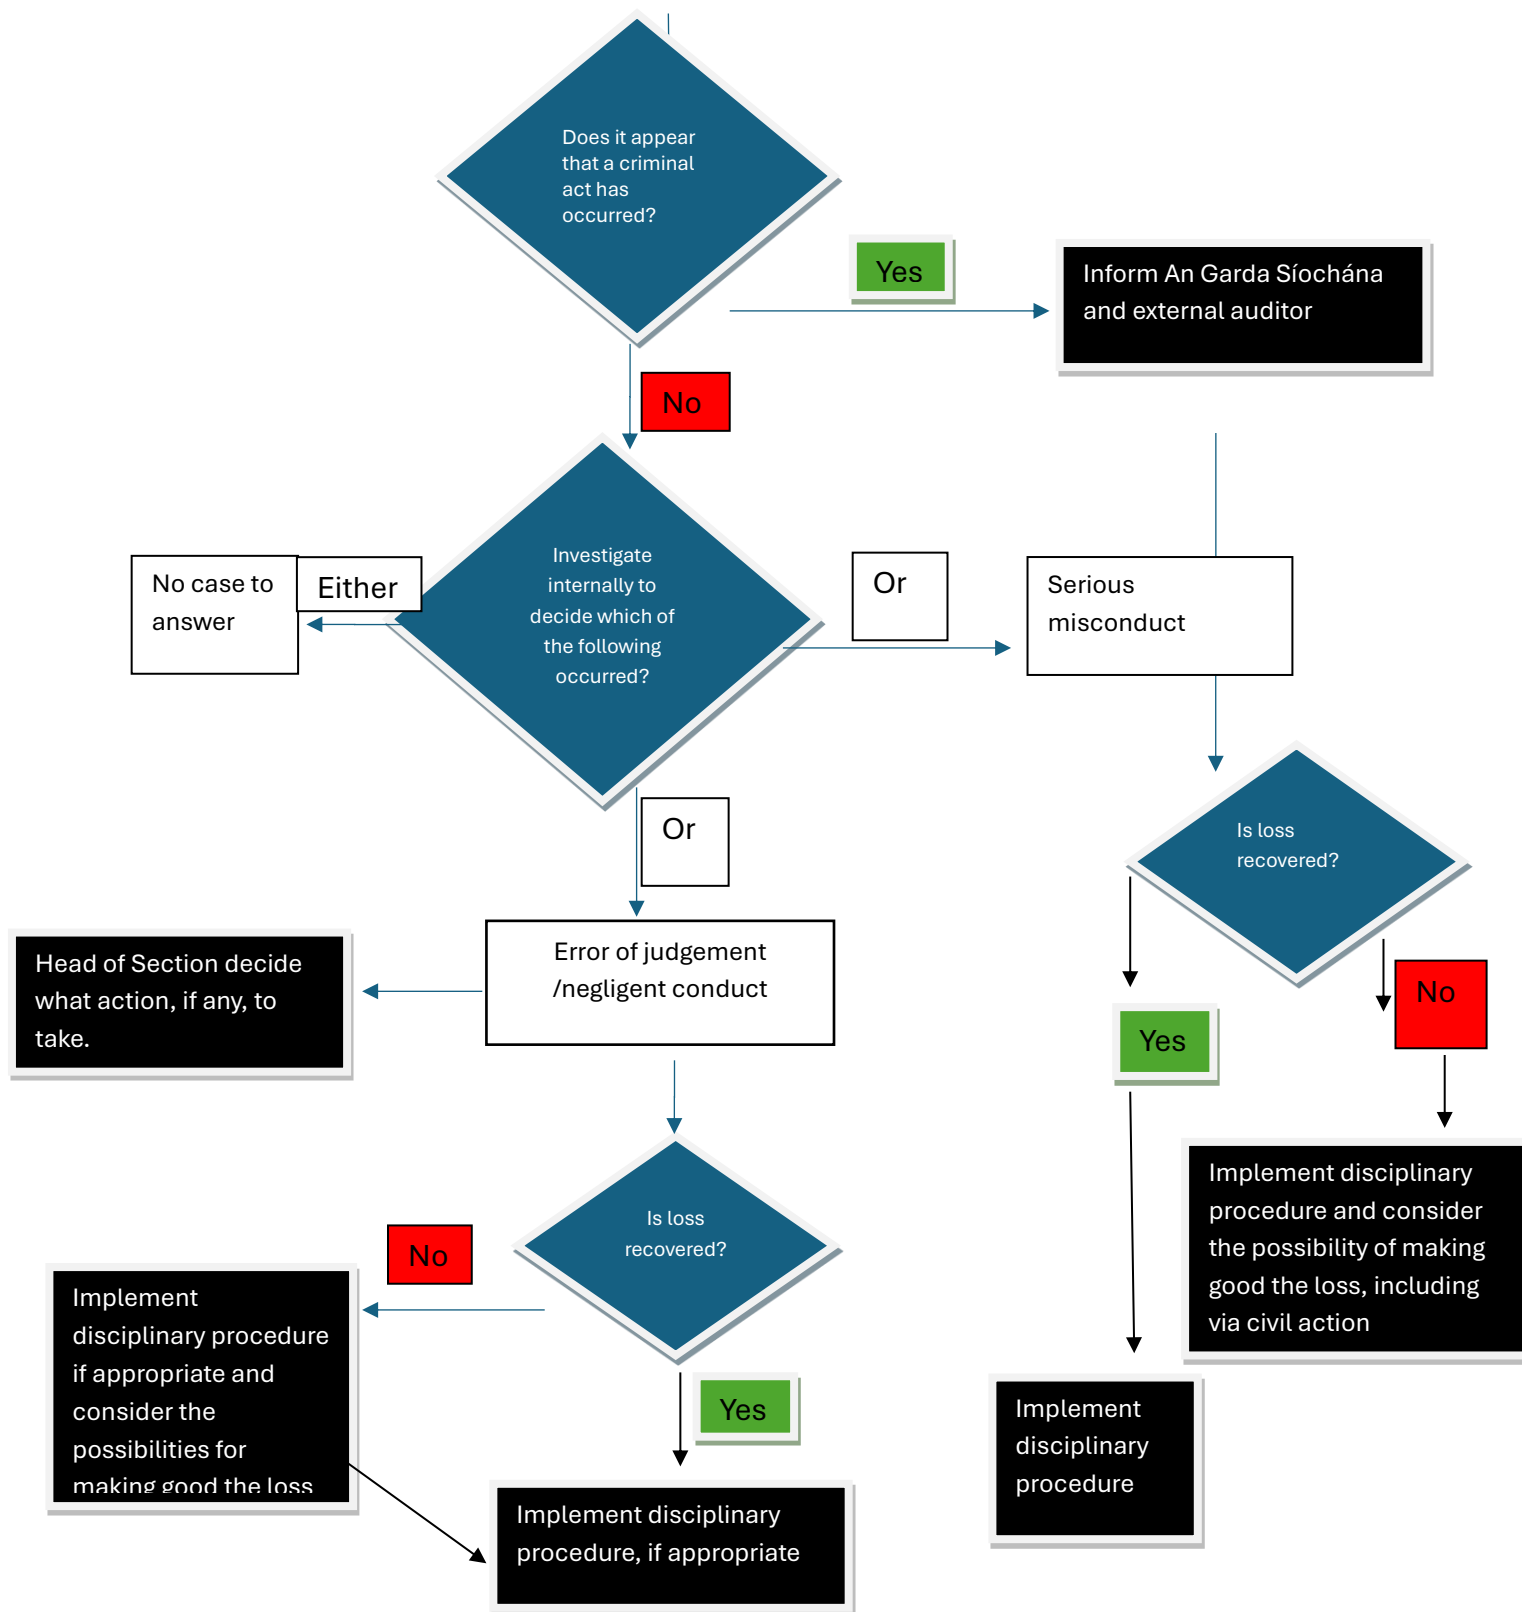 Does it appear
that a criminal
act has
occurred?
Yes
Inform An Garda Síochána
and external auditor
No
Investigate
internally to
decide which of
the following
occurred?
Either
No case to
answer
Or
Serious
misconduct
Or
Is loss
recovered?
Error of judgement
/negligent conduct
Head of Section decide
what action, if any, to
take.
Yes
No
Implement disciplinary
procedure and consider
the possibility of making
good the loss, including
via civil action
Is loss
recovered?
No
Implement
disciplinary procedure
if appropriate and
consider the
possibilities for
making good the loss
Yes
Implement disciplinary
procedure, if appropriate
Implement
disciplinary
procedure